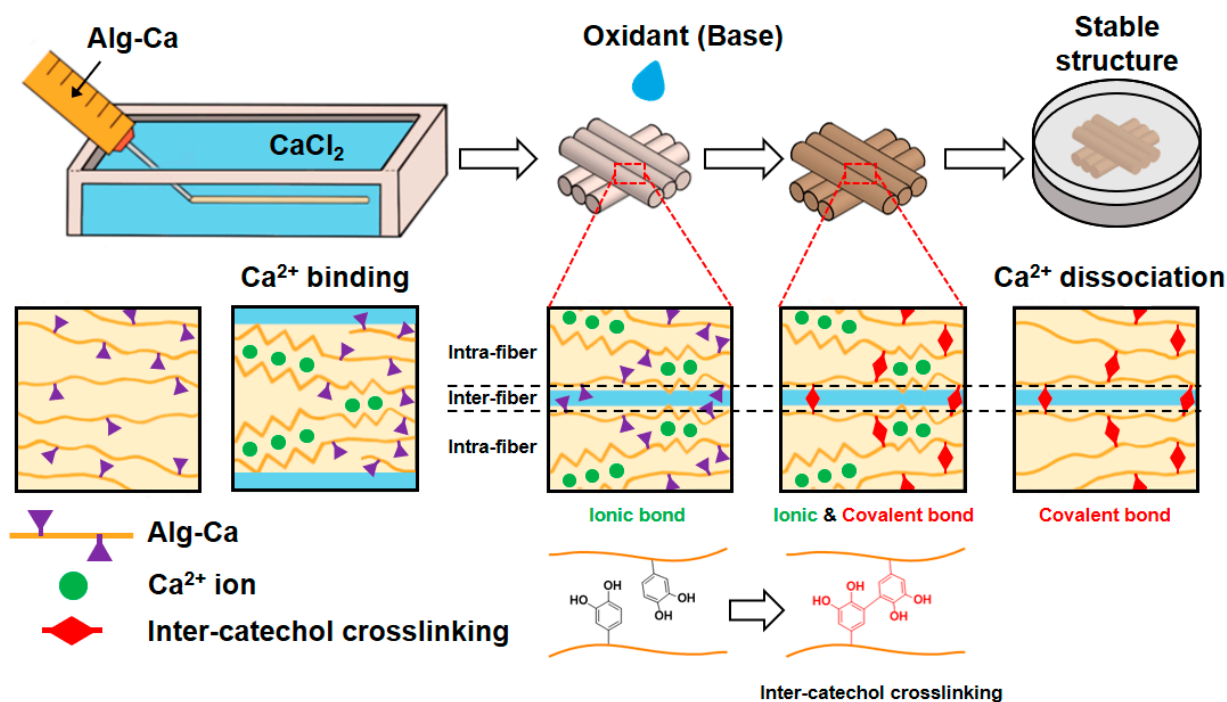 Alg-Ca
CaCl₂
Oxidant (Base)
Stable
structure
Ca²⁺ binding
Ca²⁺ dissociation
Intra-fiber
Inter-fiber
Intra-fiber
Ionic bond
Ionic & Covalent bond
Covalent bond
Alg-Ca
Ca²⁺ ion
Inter-catechol crosslinking
OH
OH
OH
OH
OH
HO
OH
OH
Inter-catechol crosslinking